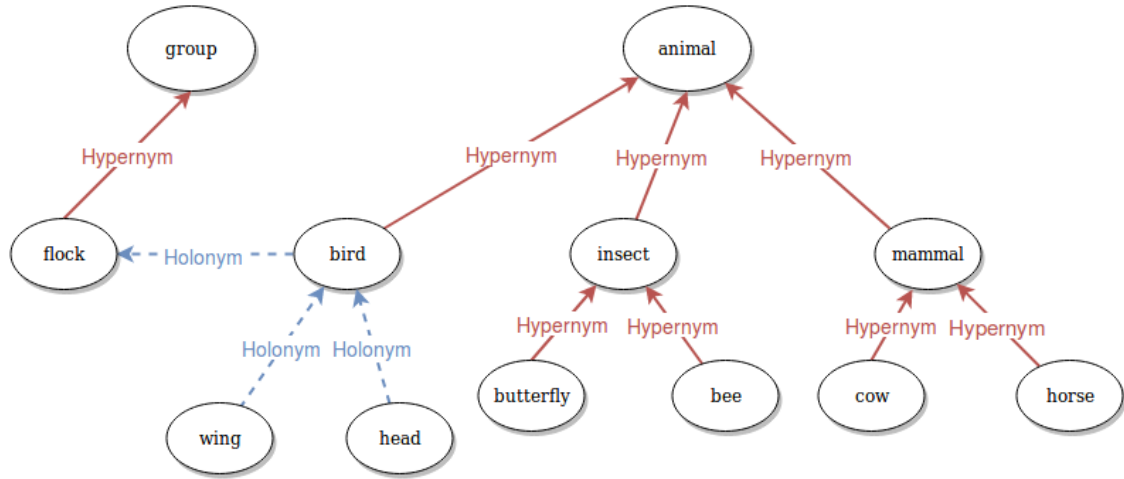 group
animal
Hypernym
Hypernym
Hypernym
Hypernym
flock
Holonym
bird
insect
mammal
Holonym
Holonym
Hypernym
Hypernym
Hypernym
Hypernym
butterfly
bee
cow
horse
wing
head